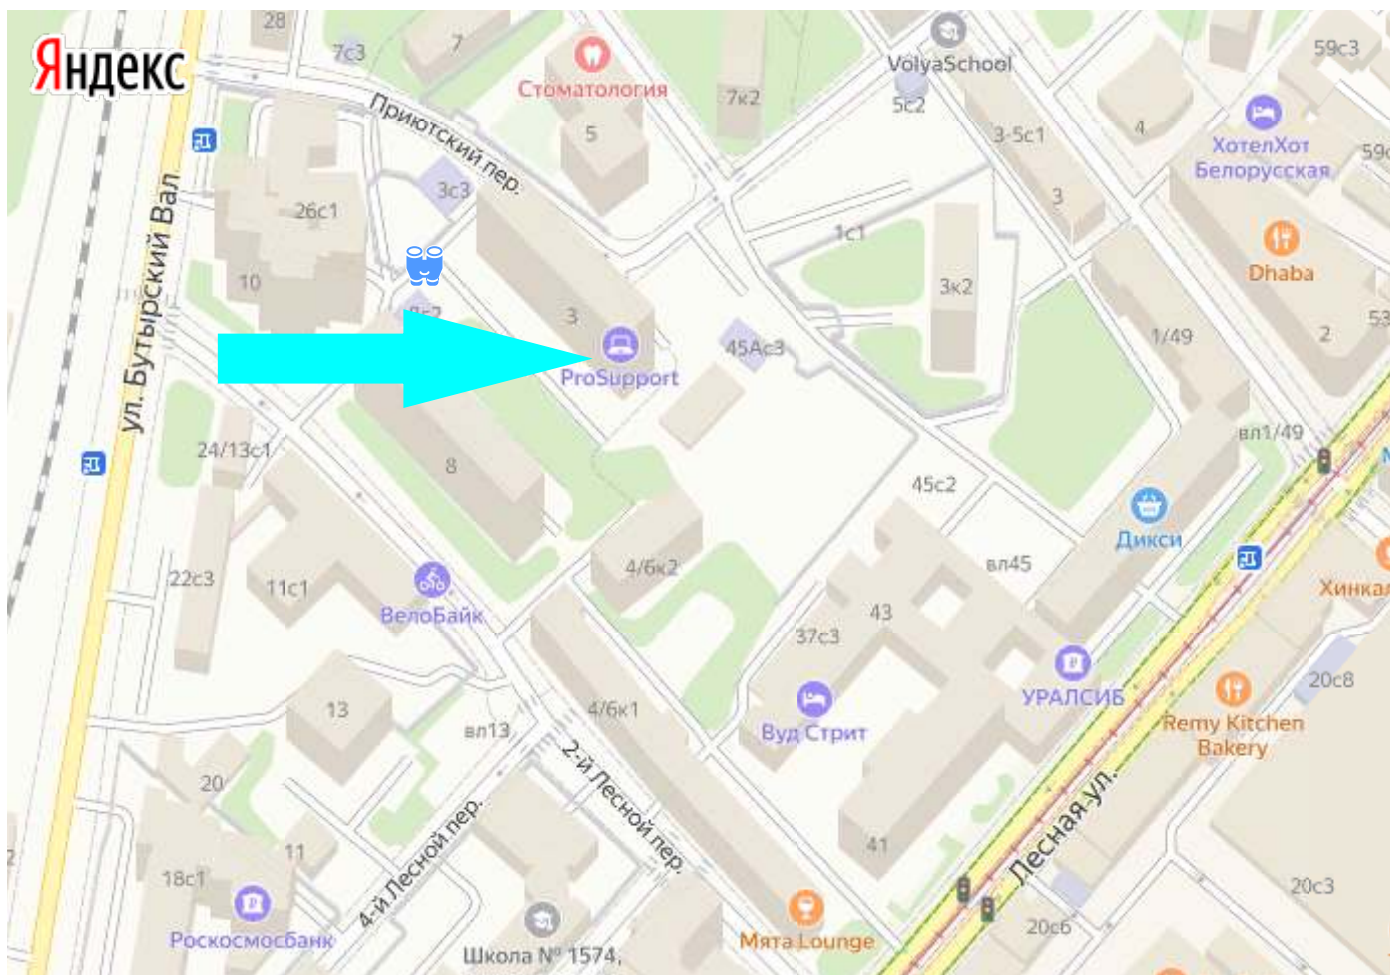 Яндекс
28
7с3
7
Стоматология
5
7к2
VolyaSchool
5с2
3-5с1
4
59с3
ХотелХот
Белорусская
Приютский пер.
3с3
26с1
10
ул. Бутырский Вал
3
1с1
3к2
3
Dhaba
1/49
2
53
3
ProSupport
45Ас3
24/13с1
8
вл1/49
45с2
Дикси
вл45
22с3
11с1
ВелоБайк
4/6к2
37с3
43
Хинкал
УРАЛСИБ
20с8
13
вл13
4/6к1
Вуд Стрит
Remy Kitchen
Bakery
20
2-й Лесной пер.
Лесная ул.
4-й Лесной пер.
11
41
18с1
Роскосмосбанк
Школа № 1574,
Мята Lounge
20с6
20с3